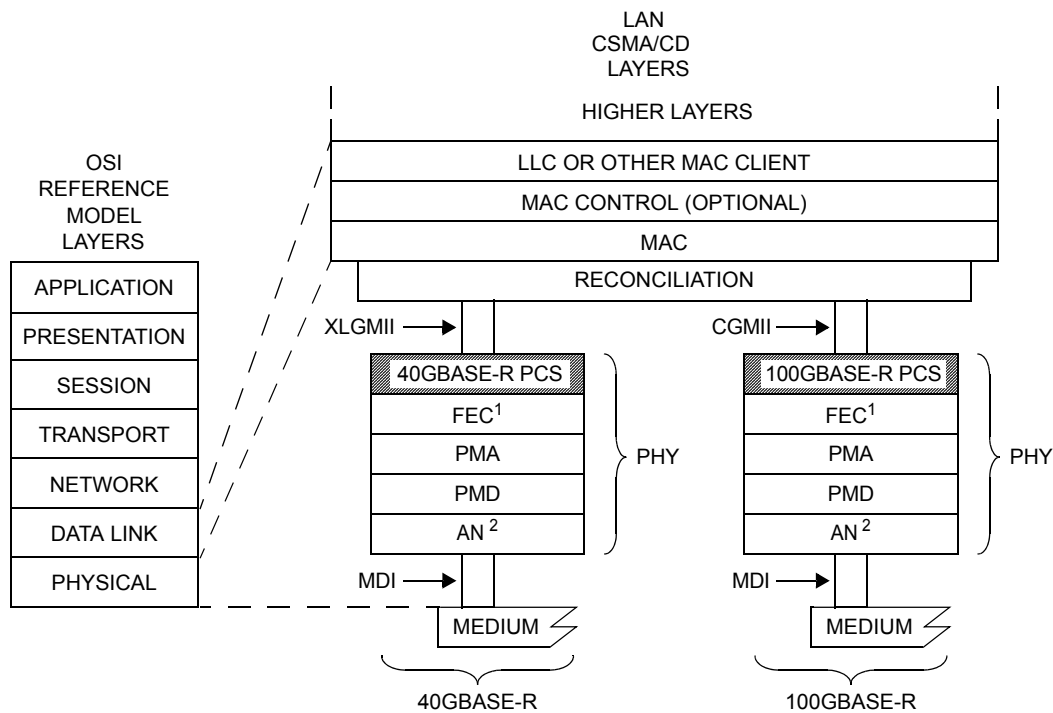 LAN
CSMA/CD
LAYERS
HIGHER LAYERS
LLC OR OTHER MAC CLIENT
MAC CONTROL (OPTIONAL)
MAC
RECONCILIATION
OSI
REFERENCE
MODEL
LAYERS
APPLICATION
PRESENTATION
SESSION
TRANSPORT
NETWORK
DATA LINK
PHYSICAL
XLGMII
40GBASE-R PCS
FEC¹
PMA
PMD
AN ²
PHY
MDI
MEDIUM
40GBASE-R
CGMII
100GBASE-R PCS
FEC¹
PMA
PMD
AN ²
PHY
MDI
MEDIUM
100GBASE-R